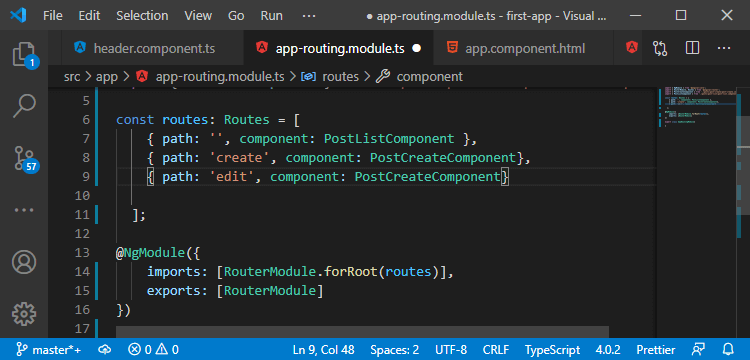 File Edit Selection View Go ... ● app-routing.module.ts - first-app - Visual ...
header.component.ts app-routing.module.ts ● app.component.html
src > app > app-routing.module.ts > routes > component
1
57
5
6 const routes: Routes = [
7 { path: '', component: PostListComponent },
8 { path: 'create', component: PostCreateComponent},
9 { path: 'edit', component: PostCreateComponent}
10
11 ];
12
13 @NgModule({
14 imports: [RouterModule.forRoot(routes)],
15 exports: [RouterModule]
16 })
17
master*+ 0 0 Ln 9, Col 48 Spaces: 2 UTF-8 CRLF TypeScript 4.0.2 Prettier